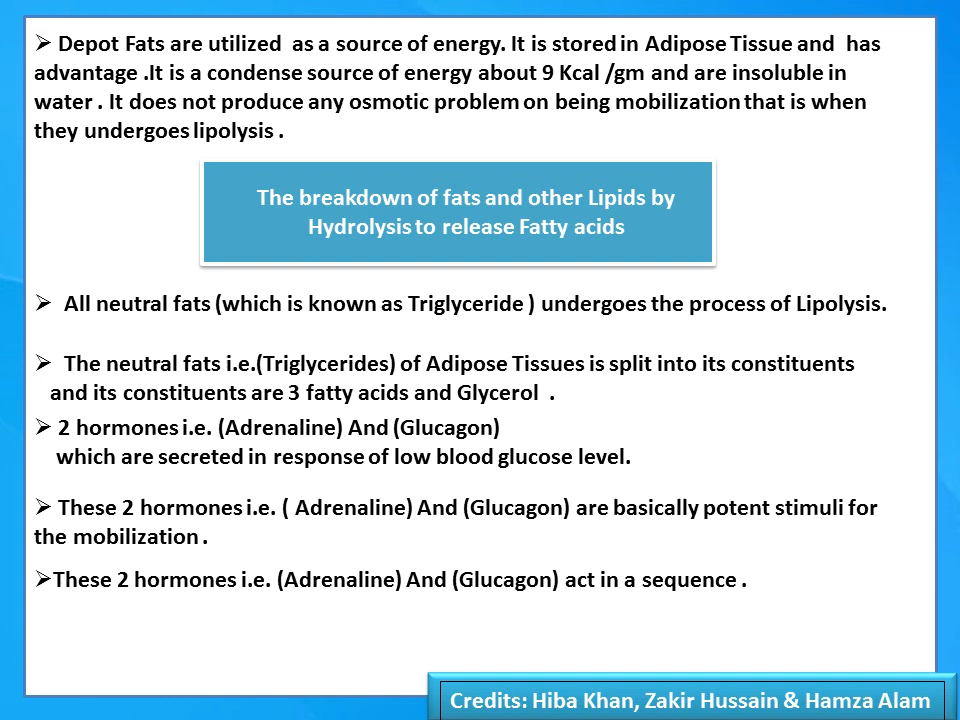 ➢ Depot Fats are utilized as a source of energy. It is stored in Adipose Tissue and has
advantage .It is a condense source of energy about 9 Kcal /gm and are insoluble in
water . It does not produce any osmotic problem on being mobilization that is when
they undergoes lipolysis .
The breakdown of fats and other Lipids by
Hydrolysis to release Fatty acids
➢ All neutral fats (which is known as Triglyceride ) undergoes the process of Lipolysis.
➢ The neutral fats i.e.(Triglycerides) of Adipose Tissues is split into its constituents
and its constituents are 3 fatty acids and Glycerol .
➢ 2 hormones i.e. (Adrenaline) And (Glucagon)
which are secreted in response of low blood glucose level.
➢ These 2 hormones i.e. ( Adrenaline) And (Glucagon) are basically potent stimuli for
the mobilization .
➢These 2 hormones i.e. (Adrenaline) And (Glucagon) act in a sequence .
Credits: Hiba Khan, Zakir Hussain & Hamza Alam